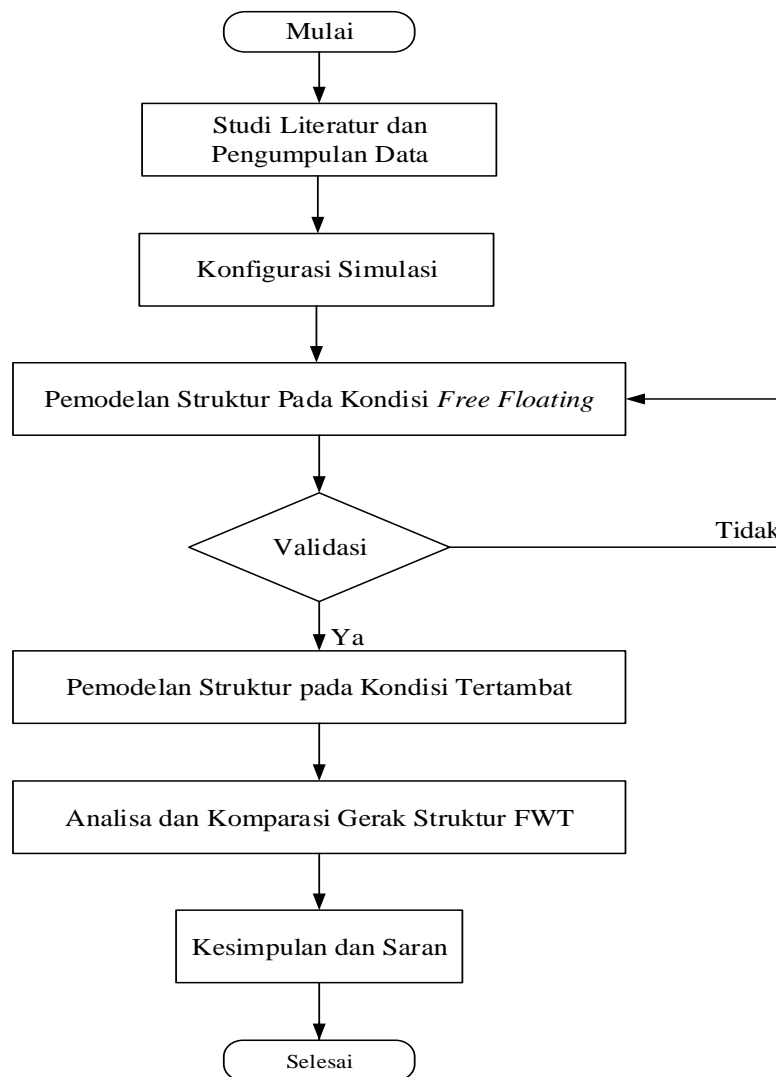 Mulai
Studi Literatur dan
Pengumpulan Data
Konfigurasi Simulasi
Pemodelan Struktur Pada Kondisi Free Floating
Validasi
Tidak
Ya
Pemodelan Struktur pada Kondisi Tertambat
Analisa dan Komparasi Gerak Struktur FWT
Kesimpulan dan Saran
Selesai